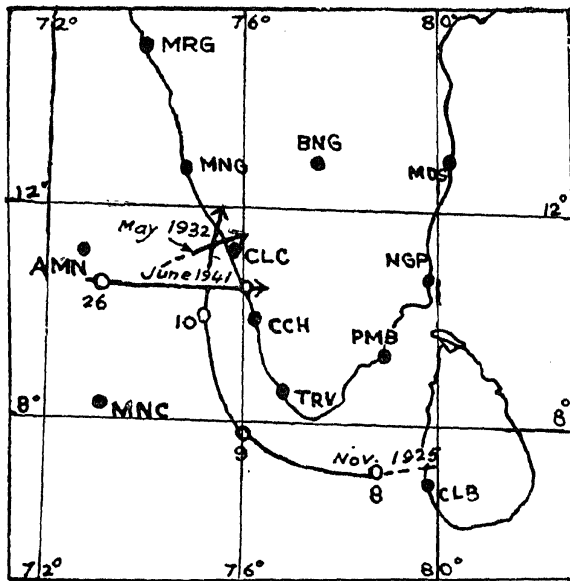 72° 76° 80°
MRG
BNG
MNG
MDS
12° 12°
May 1932
CLC
AMN
June 1941
NGP
26
10
CCH
PMB
TRV
MNC
8° 8°
9
Nov. 1925
8
CLB
72° 76° 80°